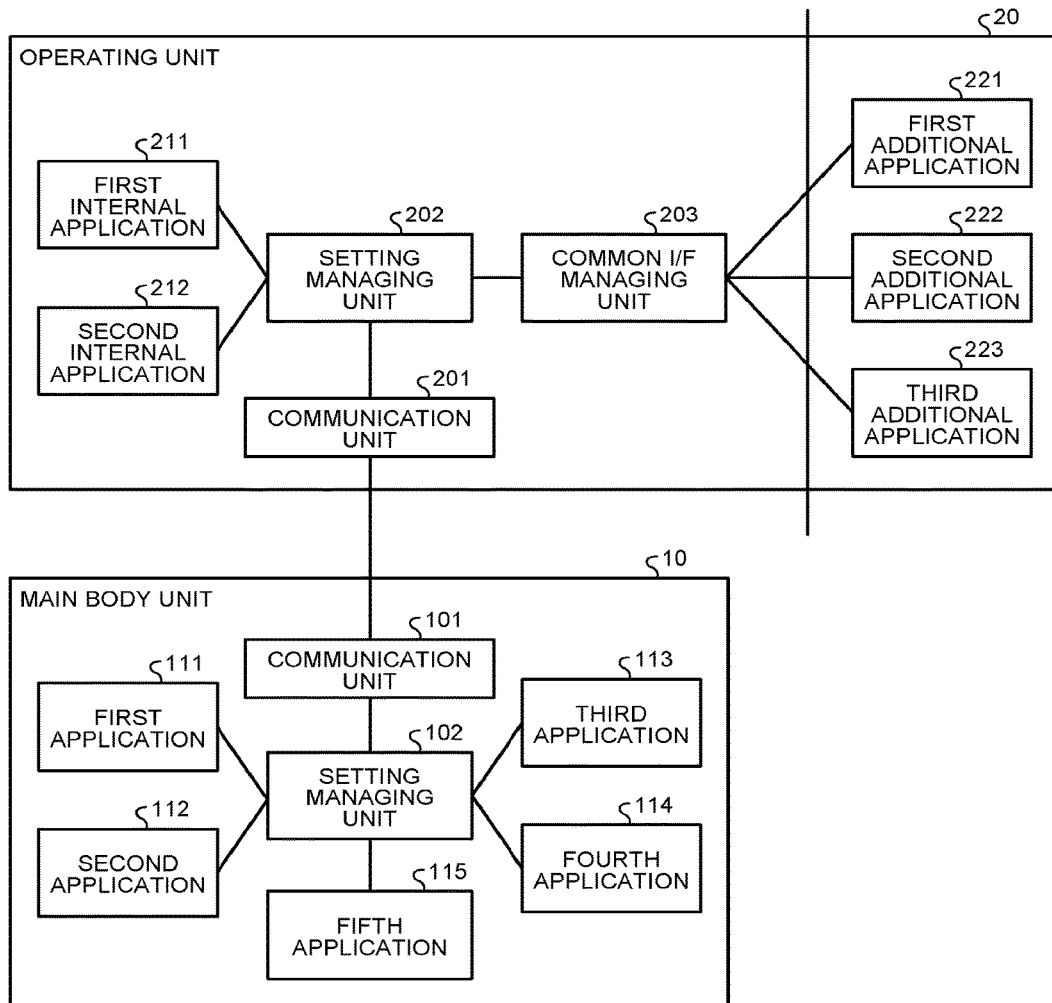 20
OPERATING UNIT
221
FIRST
ADDITIONAL
APPLICATION
211
FIRST
INTERNAL
APPLICATION
202
SETTING
MANAGING
UNIT
203
COMMON I/F
MANAGING
UNIT
222
SECOND
ADDITIONAL
APPLICATION
212
SECOND
INTERNAL
APPLICATION
223
THIRD
ADDITIONAL
APPLICATION
201
COMMUNICATION
UNIT
10
MAIN BODY UNIT
101
COMMUNICATION
UNIT
111
FIRST
APPLICATION
113
THIRD
APPLICATION
102
SETTING
MANAGING
UNIT
112
SECOND
APPLICATION
114
FOURTH
APPLICATION
115
FIFTH
APPLICATION